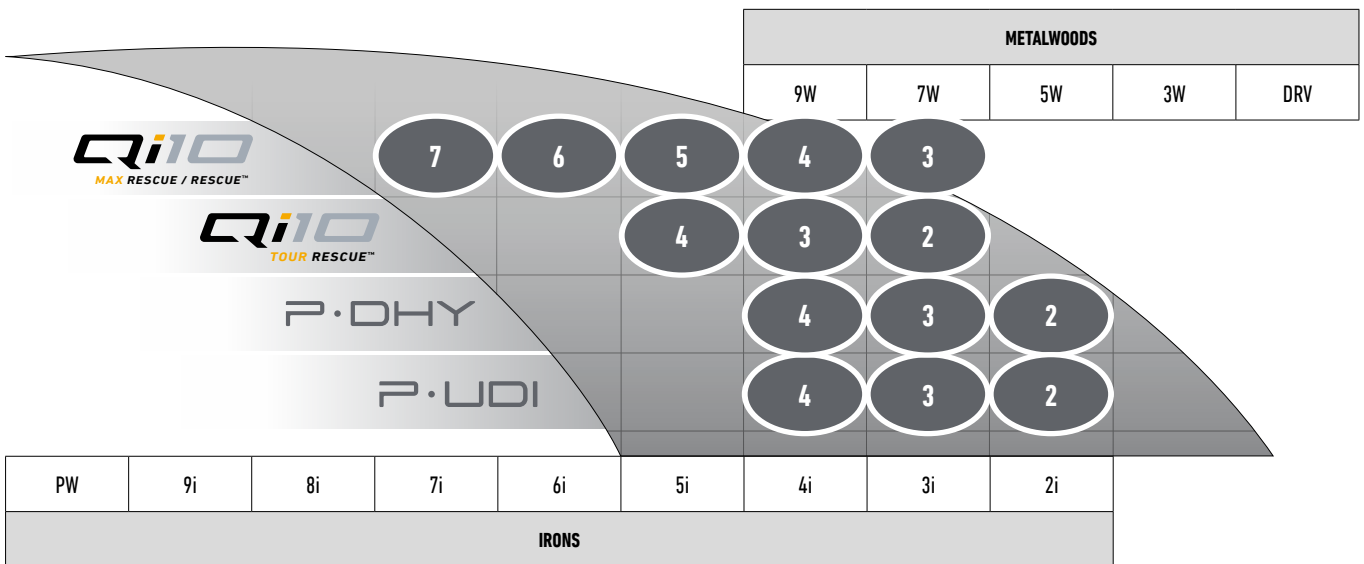 METALWOODS
9W 7W 5W 3W DRV
Qi10
MAX RESCUE / RESCUE™
7 6 5 4 3
Qi10
TOUR RESCUE™
4 3 2
P·DHY
4 3 2
P·UDI
4 3 2
PW 9i 8i 7i 6i 5i 4i 3i 2i
IRONS